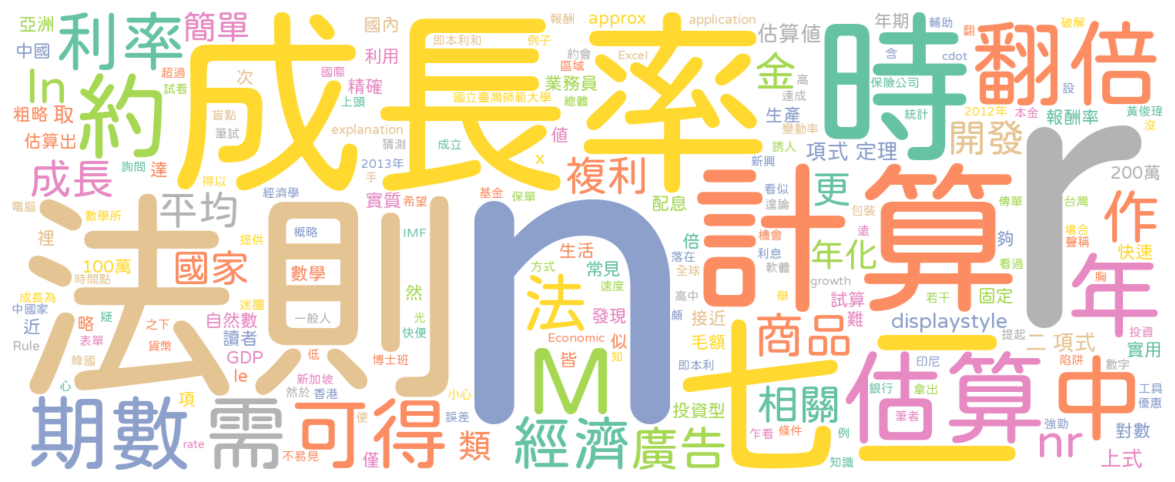 亞洲
利率
簡單
成長率
國內
報酬
approx
application
年期
輔助
破解
中國
即本利和
例子
約會
Excel
估算值
時
翻倍
翻
含
cdot
ln
約
超過
試看
次
國際
上頭
利用
精確
區域
業務員
金
高
達成
保險公司
設
粗略
取
盲點
筆試
國立臺灣師範大學
總體
生產
統計
2012年
本金
報酬率
黃俊瑋
沒
估算出
explanation
猜測
成立
值
變動率
誘人
開發
項式
定理
成長
詢問
達
2013年
手
x
新興
200萬
得以
經濟學
實質
希望
基金
保單
複利
配息
看似
遑論
更
包裝
傳單
台灣
作
電腦
數學所
平均
法則
n
計算
r
裡
提供
概略
IMF
倍
機會
遠
夠
場合
聲稱
快速
100萬
時間點
國家
數學
生活
落在
利息
年化
看過
常見
全球
軟體
年
胸
成長為
中國家
迷團
然
方式
速度
法
高中
growth
舉
試算
若干
固定
近
疑
略
自然數
一般人
光
發現
頗
接近
難
displaystyle
投資
Rule
表單
之下
讀者
快便
Economic
似
毛額
商品
提起
二
項式
實用
韓國
貨幣
GDP
低
博士班
皆
知
即本利
七
印尼
陷阱
數字
le
M
估算
中
心
新加坡
然於
香港
小心
銀行
拿出
工具
優惠
期數
項
需
可得
便
誤差
投資型
相關
筆者
nr
強勁
對數
rate
不易見
僅
類
經濟
廣告
乍看
條件
例
知識
上式